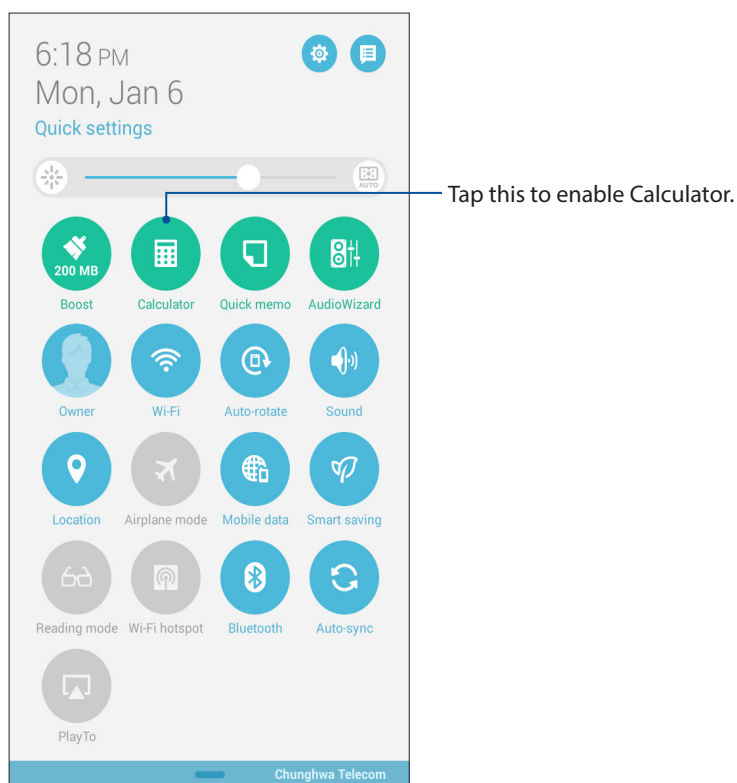 6:18 PM
Mon, Jan 6
Quick settings
AUTO
Tap this to enable Calculator.
200 MB
Boost Calculator Quick memo AudioWizard
Owner Wi-Fi Auto-rotate Sound
Location Airplane mode Mobile data Smart saving
Reading mode Wi-Fi hotspot Bluetooth Auto-sync
PlayTo
Chunghwa Telecom